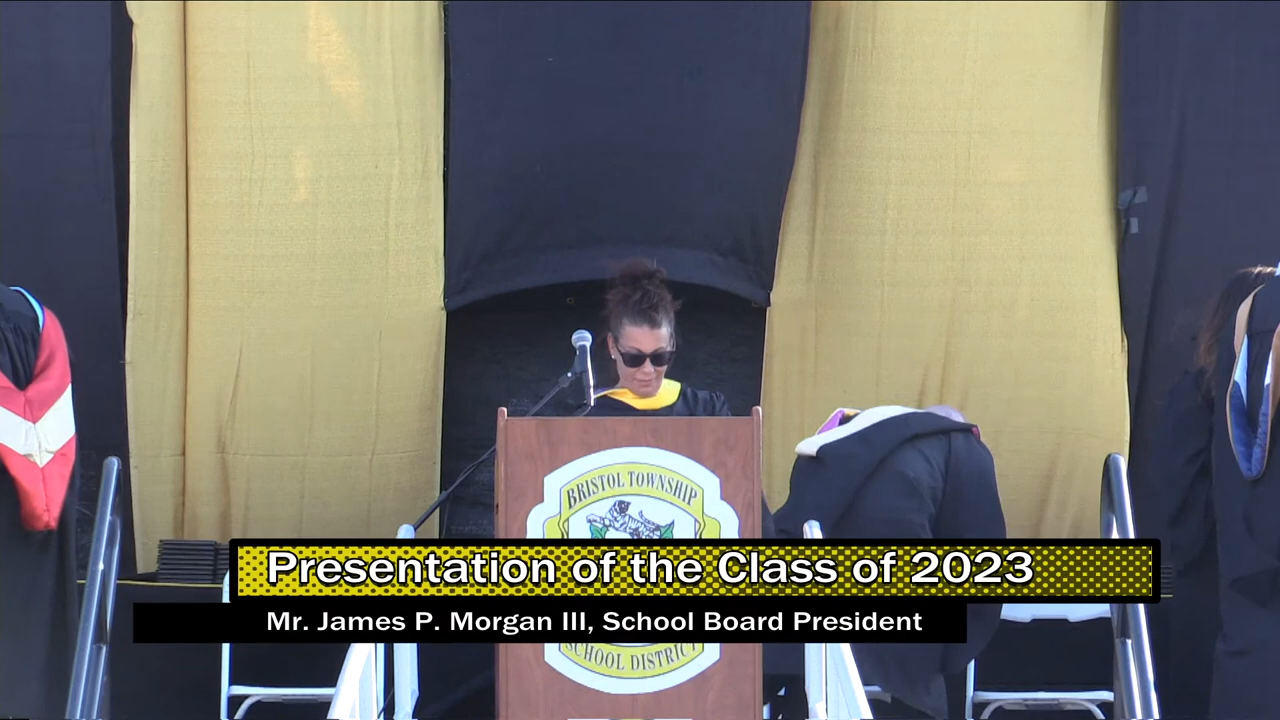 BRISTOL TOWNSHIP
Presentation of the Class of 2023
Mr. James P. Morgan III, School Board President
SCHOOL DISTRICT